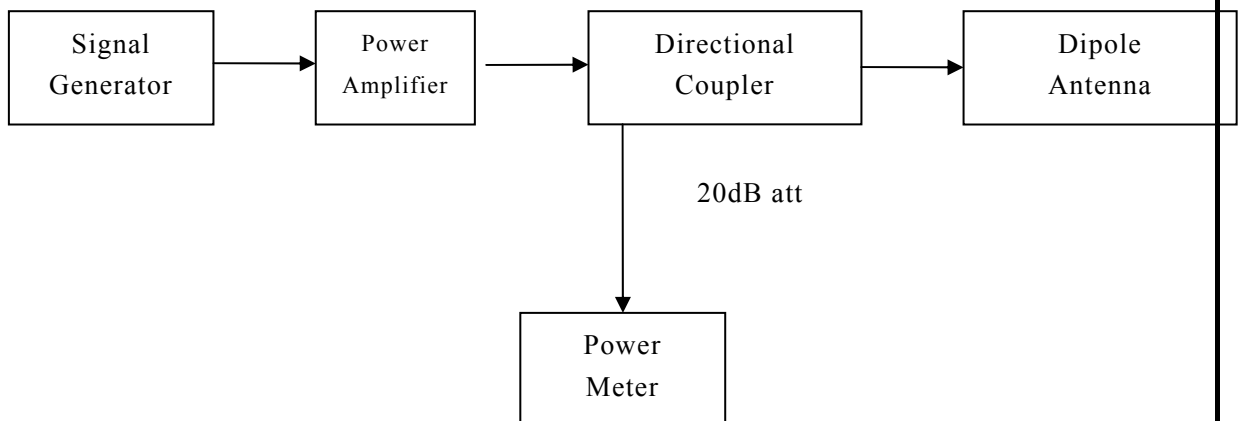 Signal
Generator
Power
Amplifier
Directional
Coupler
Dipole
Antenna
20dB att
Power
Meter